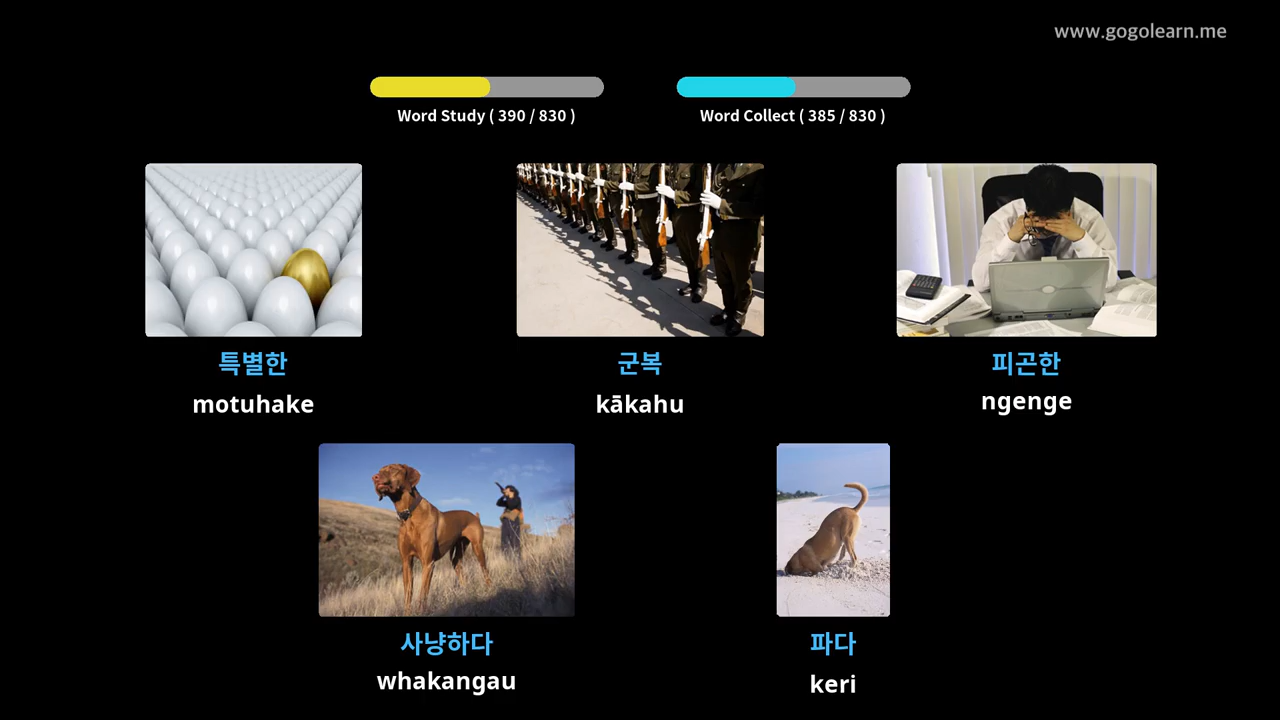 www.gogolearn.me
Word Study ( 390 / 830 )
Word Collect ( 385 / 830 )
특별한
motuhake
군복
kākahu
피곤한
ngenge
사냥하다
whakangau
파다
keri